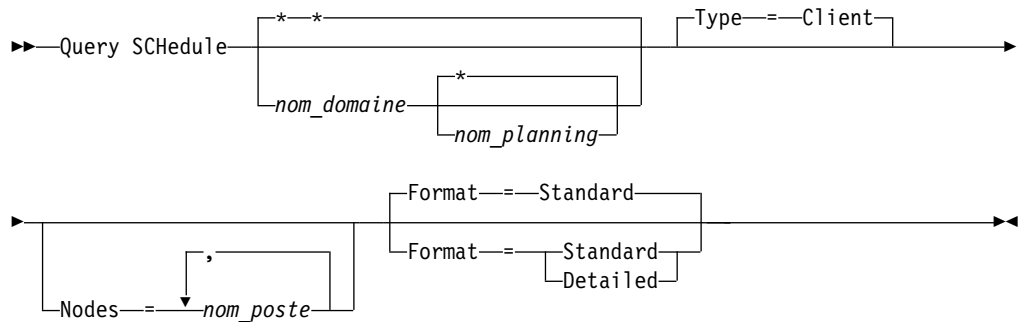 * * Type = Client
Query SCHedule
*
nom_domaine
nom_planning
Format = Standard
,
Format = Standard
Detailed
Nodes = nom_poste